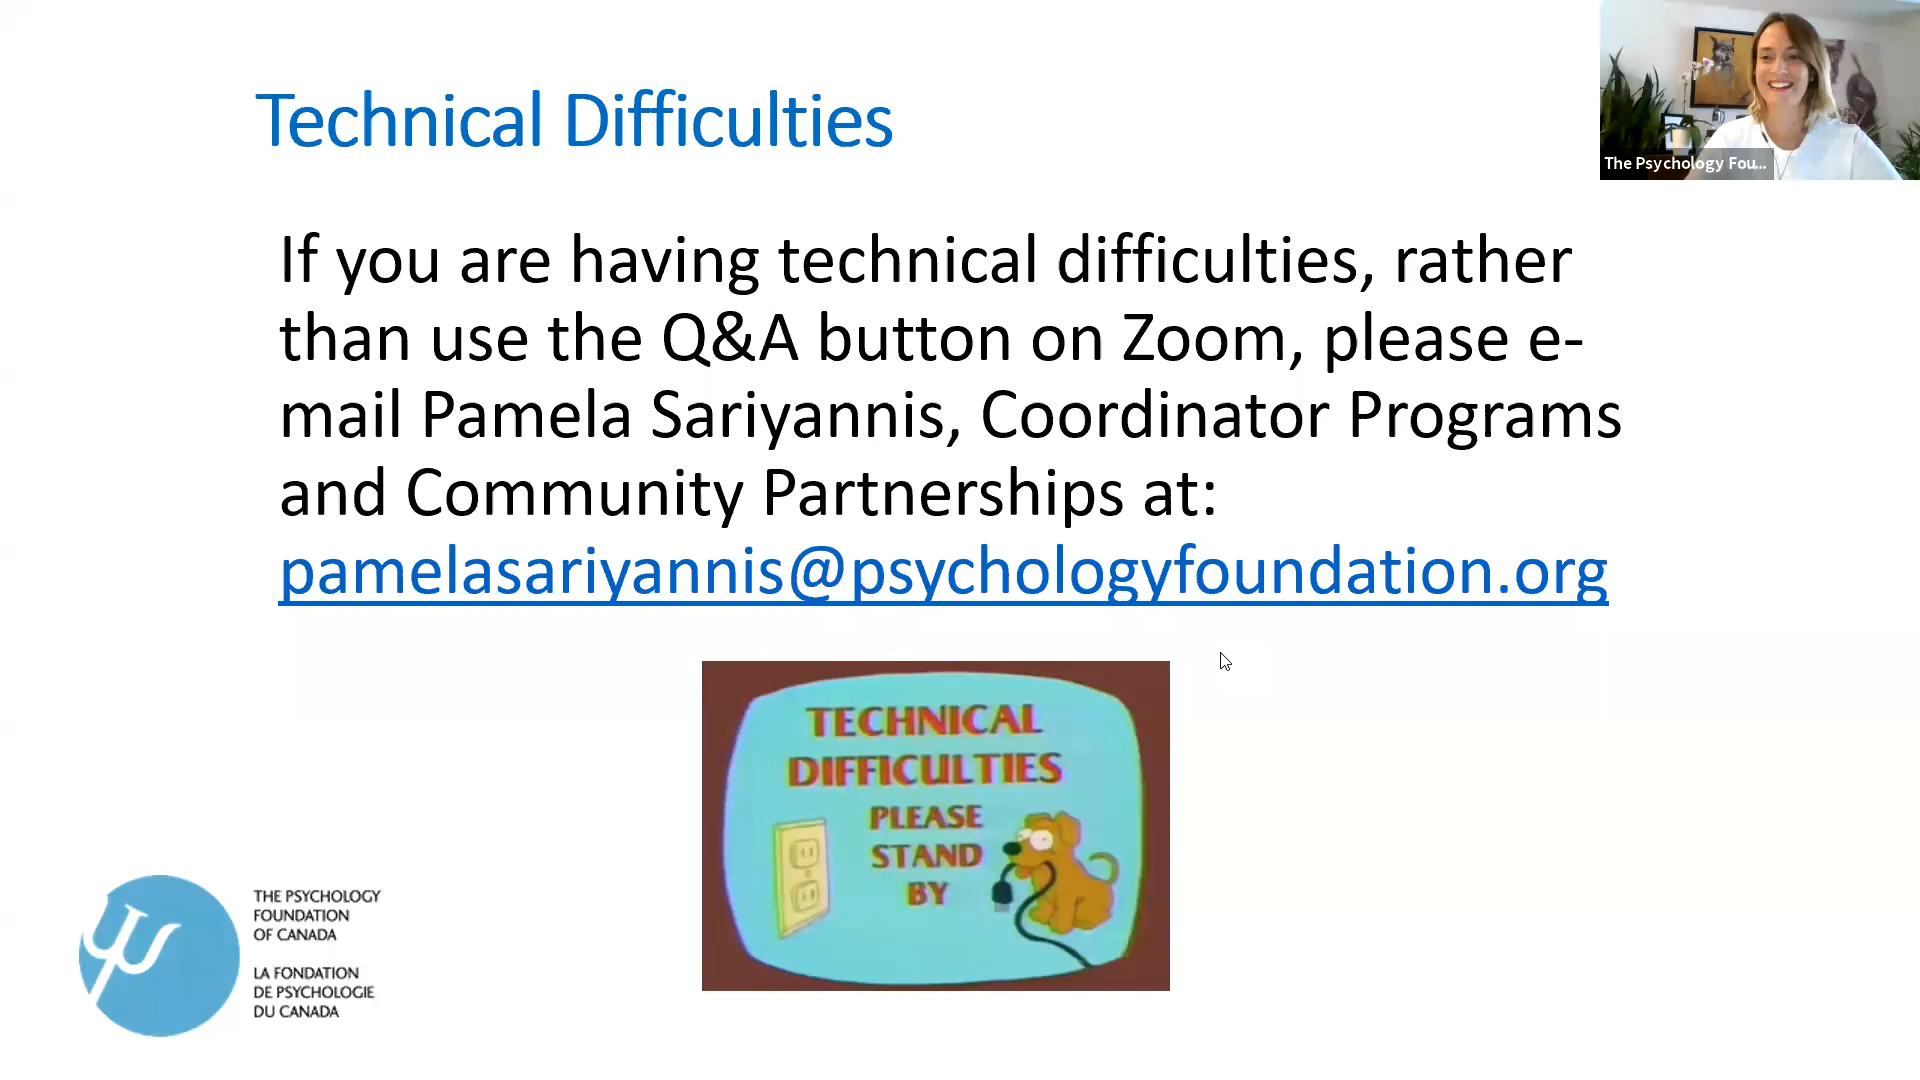 Technical Difficulties
The Psychology Fou...
If you are having technical difficulties, rather
than use the Q&A button on Zoom, please e-
mail Pamela Sariyannis, Coordinator Programs
and Community Partnerships at:
pamelasariyannis@psychologyfoundation.org
TECHNICAL
DIFFICULTIES
PLEASE
STAND
BY
THE PSYCHOLOGY
FOUNDATION
OF CANADA
LA FONDATION
DE PSYCHOLOGIE
DU CANADA